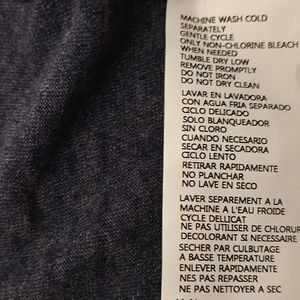 MACHINE WASH COLD
SEPARATELY
GENTLE CYCLE
ONLY NON-CHLORINE BLEACH
WHEN NEEDED
TUMBLE DRY LOW
REMOVE PROMPTLY
DO NOT IRON
DO NOT DRY CLEAN
LAVAR EN LAVADORA
CON AGUA FRIA SEPARADO
CICLO DELICADO
SOLO BLANQUEADOR
SIN CLORO
CUANDO NECESARIO
SECAR EN SECADORA
CICLO LENTO
RETIRAR RAPIDAMENTE
NO PLANCHAR
NO LAVE EN SECO
LAVER SEPAREMENT A LA
MACHINE A L'EAU FROIDE
CYCLE DELLICAT
NE PAS UTILISER DE CHLORUR
DECOLORANT SI NECESSAIRE
SECHER PAR CULBUTAGE
A BASSE TEMPERATURE
ENLEVER RAPIDEMENT
NES PAS REPASSER
NE PAS NETTOYER A SEC